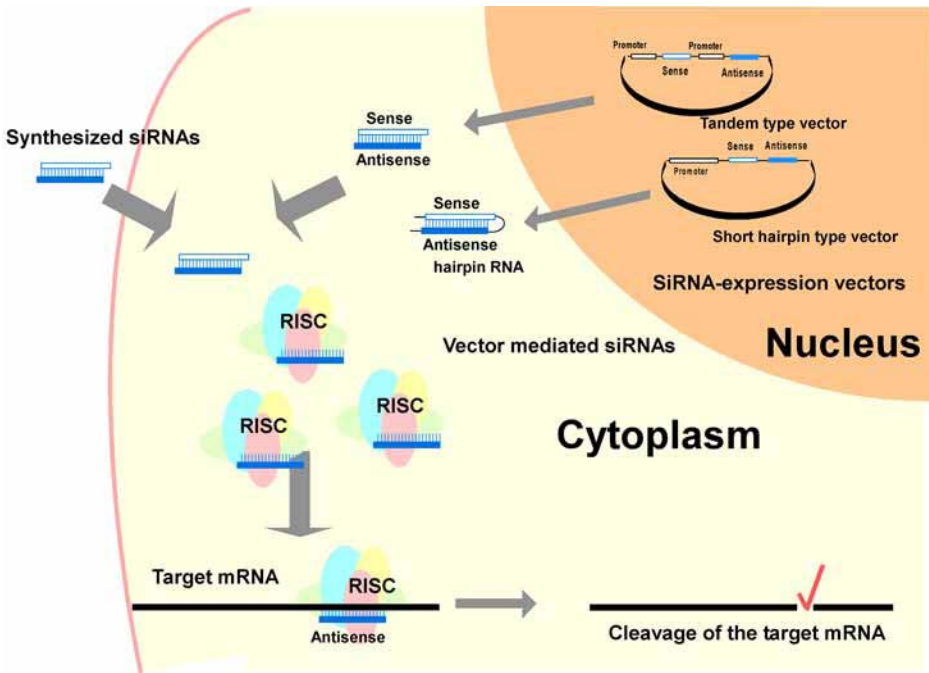 Promoter
Promoter
Sense
Antisense
Tandem type vector
Sense
Antisense
Promoter
Short hairpin type vector
SiRNA-expression vectors
Nucleus
Synthesized siRNAs
Sense
Antisense
Sense
Antisense
hairpin RNA
RISC
Vector mediated siRNAs
RISC
RISC
Cytoplasm
Target mRNA
RISC
Antisense
Cleavage of the target mRNA